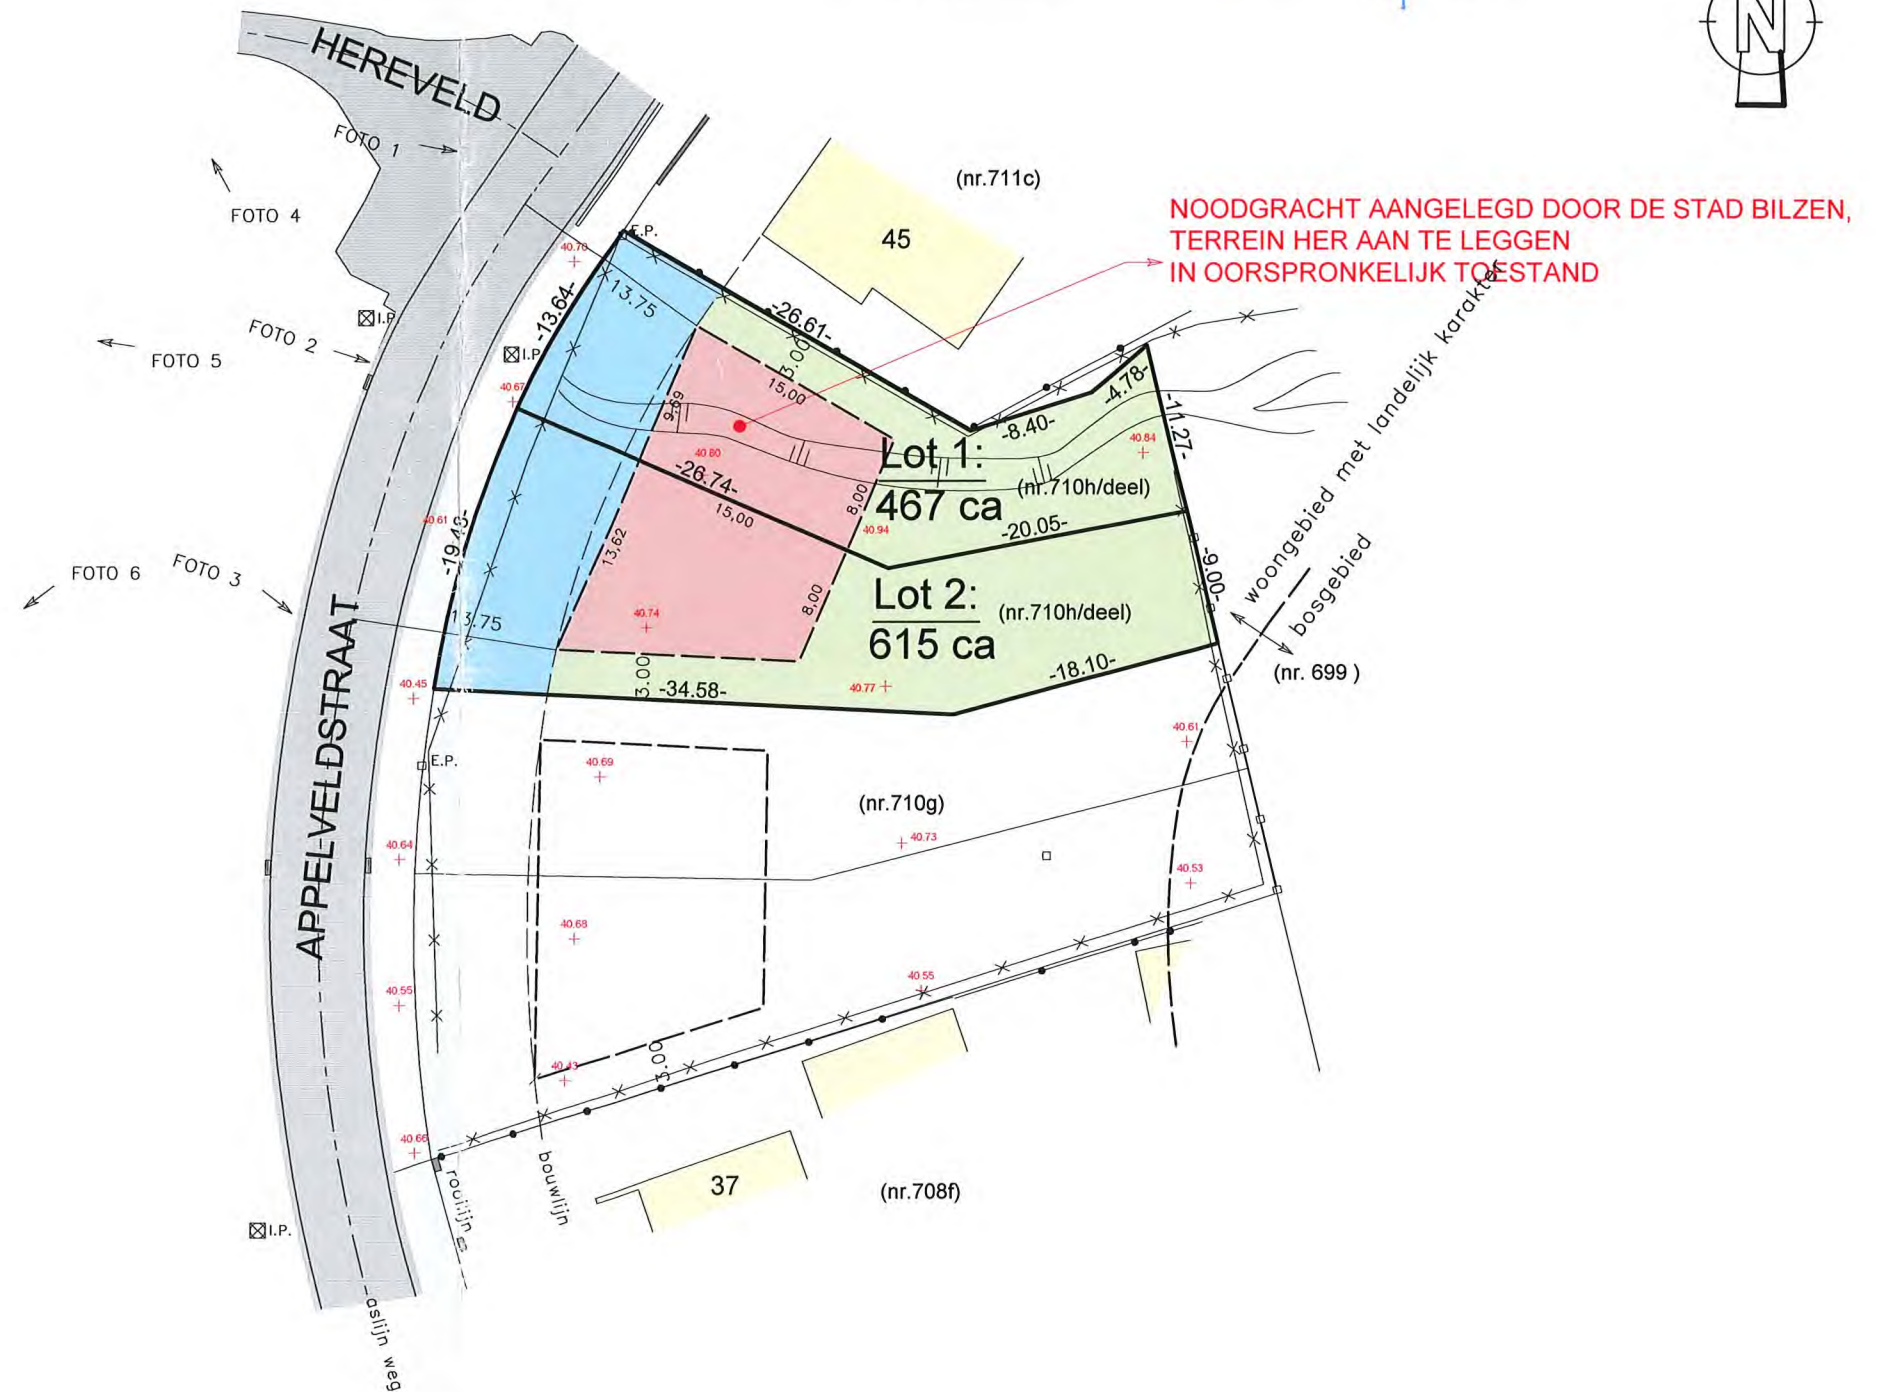 N
HEREVELD
FOTO 1
FOTO 4
(nr.711c)
45
NOODGRACHT AANGELEGD DOOR DE STAD BILZEN,
TERREIN HER AAN TE LEGGEN
IN OORSPRONKELIJK TOESTAND
E.P.
40.70
-13.64-
13.75
-26.61-
3.00
15,00
I.P.
FOTO 2
FOTO 5
I.P.
40.67
9.69
40.80
-26.74-
15,00
-8.40-
-4.78-
-11.27-
40.84
Lot 1:
467 ca
(nr.710h/deel)
8,00
40.94
-20.05-
40.61
13,62
-9.00-
woongebied met landelijk karakter
bosgebied
FOTO 6
FOTO 3
Lot 2:
615 ca
(nr.710h/deel)
8,00
40.74
13.75
3.00
-34.58-
40.77
-18.10-
(nr. 699 )
40.45
APPELVELDSTRAAT
E.P.
40.69
40.61
(nr.710g)
40.64
40.73
40.53
40.68
40.55
40.55
3.00
40.43
40.66
rooilijn
bouwlijn
37
(nr.708f)
I.P.
aslijn weg